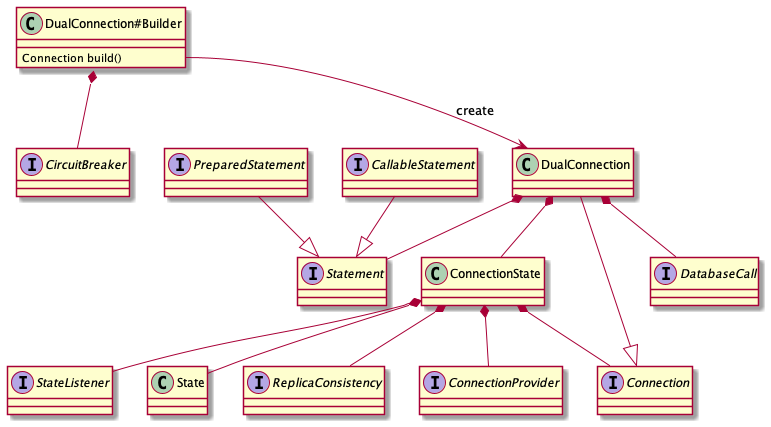 C DualConnection#Builder
Connection build()
create
I CircuitBreaker
I PreparedStatement
I CallableStatement
C DualConnection
I Statement
C ConnectionState
I DatabaseCall
I StateListener
C State
I ReplicaConsistency
I ConnectionProvider
I Connection